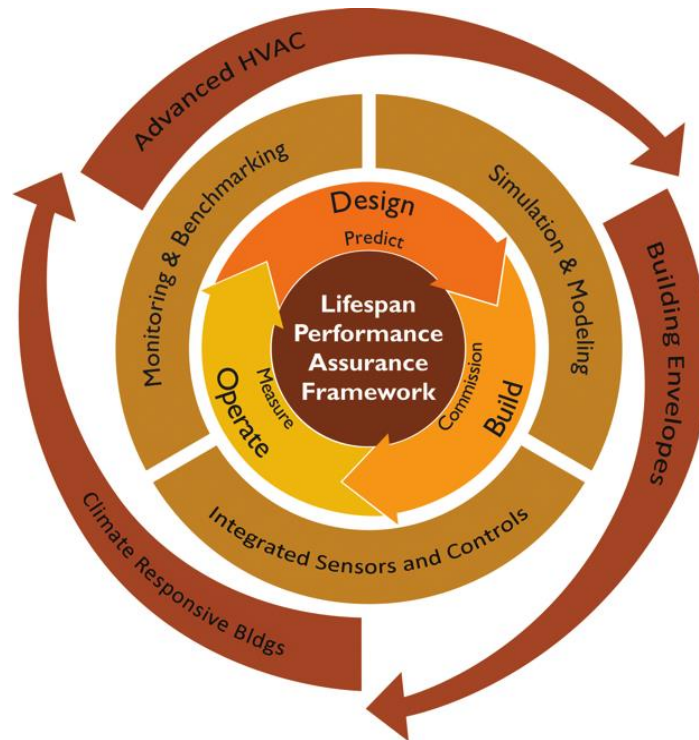 Advanced HVAC
Building Envelopes
Climate Responsive Bldgs
Monitoring & Benchmarking
Simulation & Modeling
Integrated Sensors and Controls
Design
Predict
Build
Commission
Operate
Measure
Lifespan
Performance
Assurance
Framework